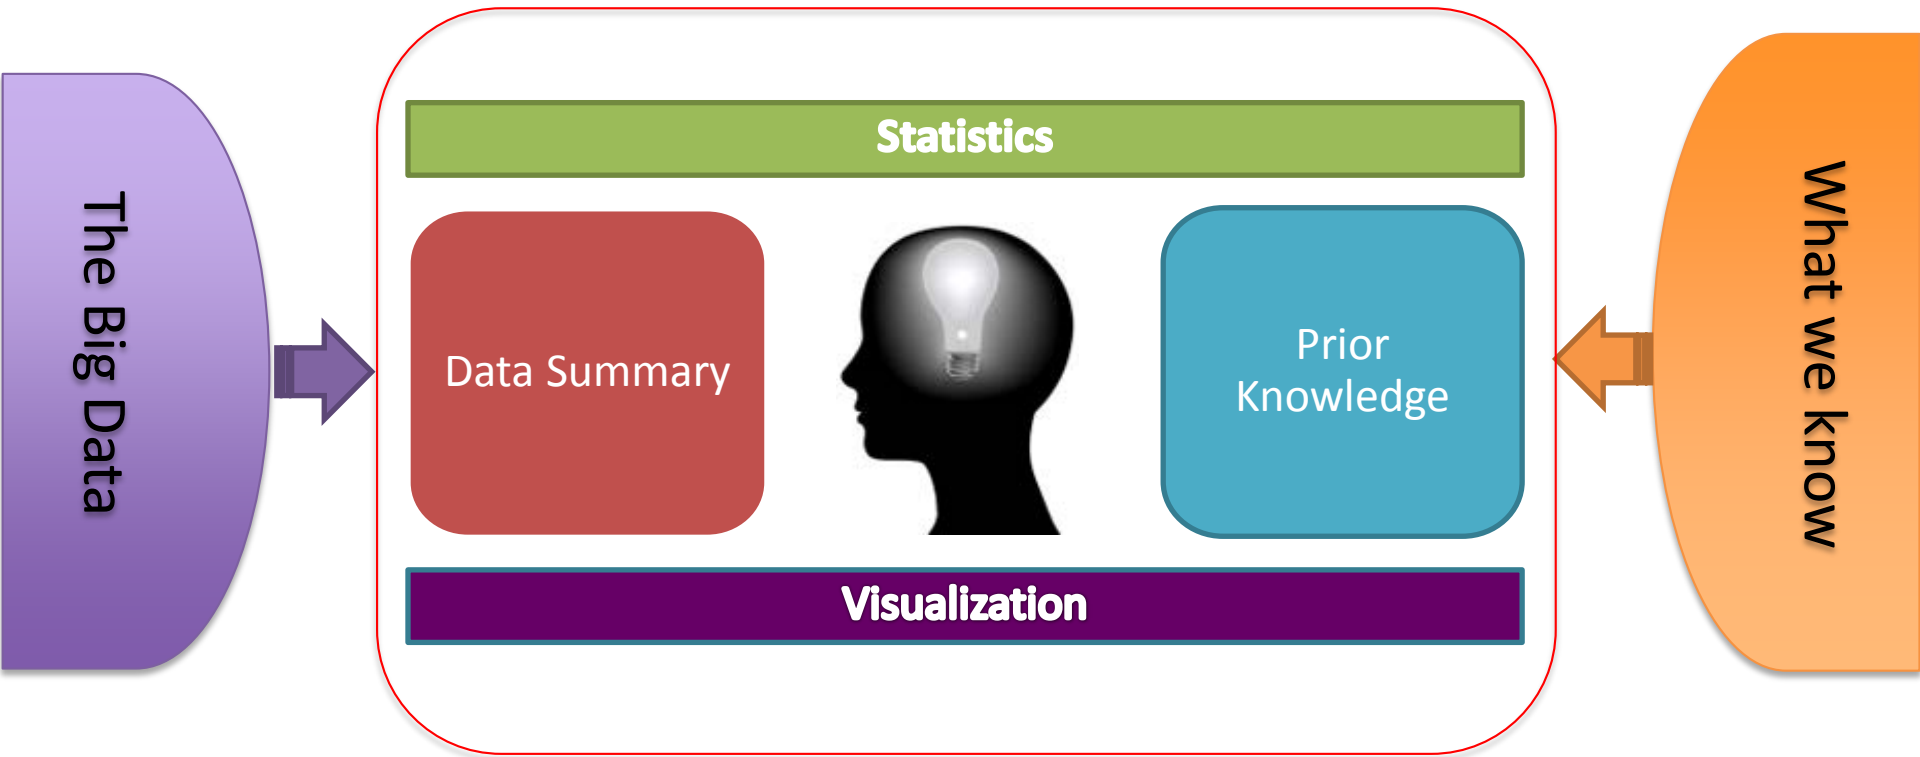 The Big Data
Statistics
Data Summary
Prior
Knowledge
Visualization
What we know